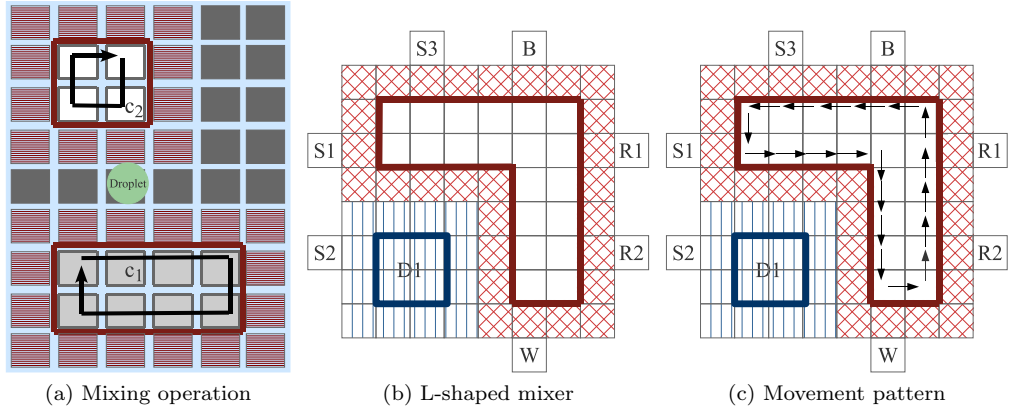 S3
B
S3
B
c2
S1
R1
S1
R1
Droplet
S2
R2
S2
R2
c1
D1
D1
W
W
(a) Mixing operation
(b) L-shaped mixer
(c) Movement pattern